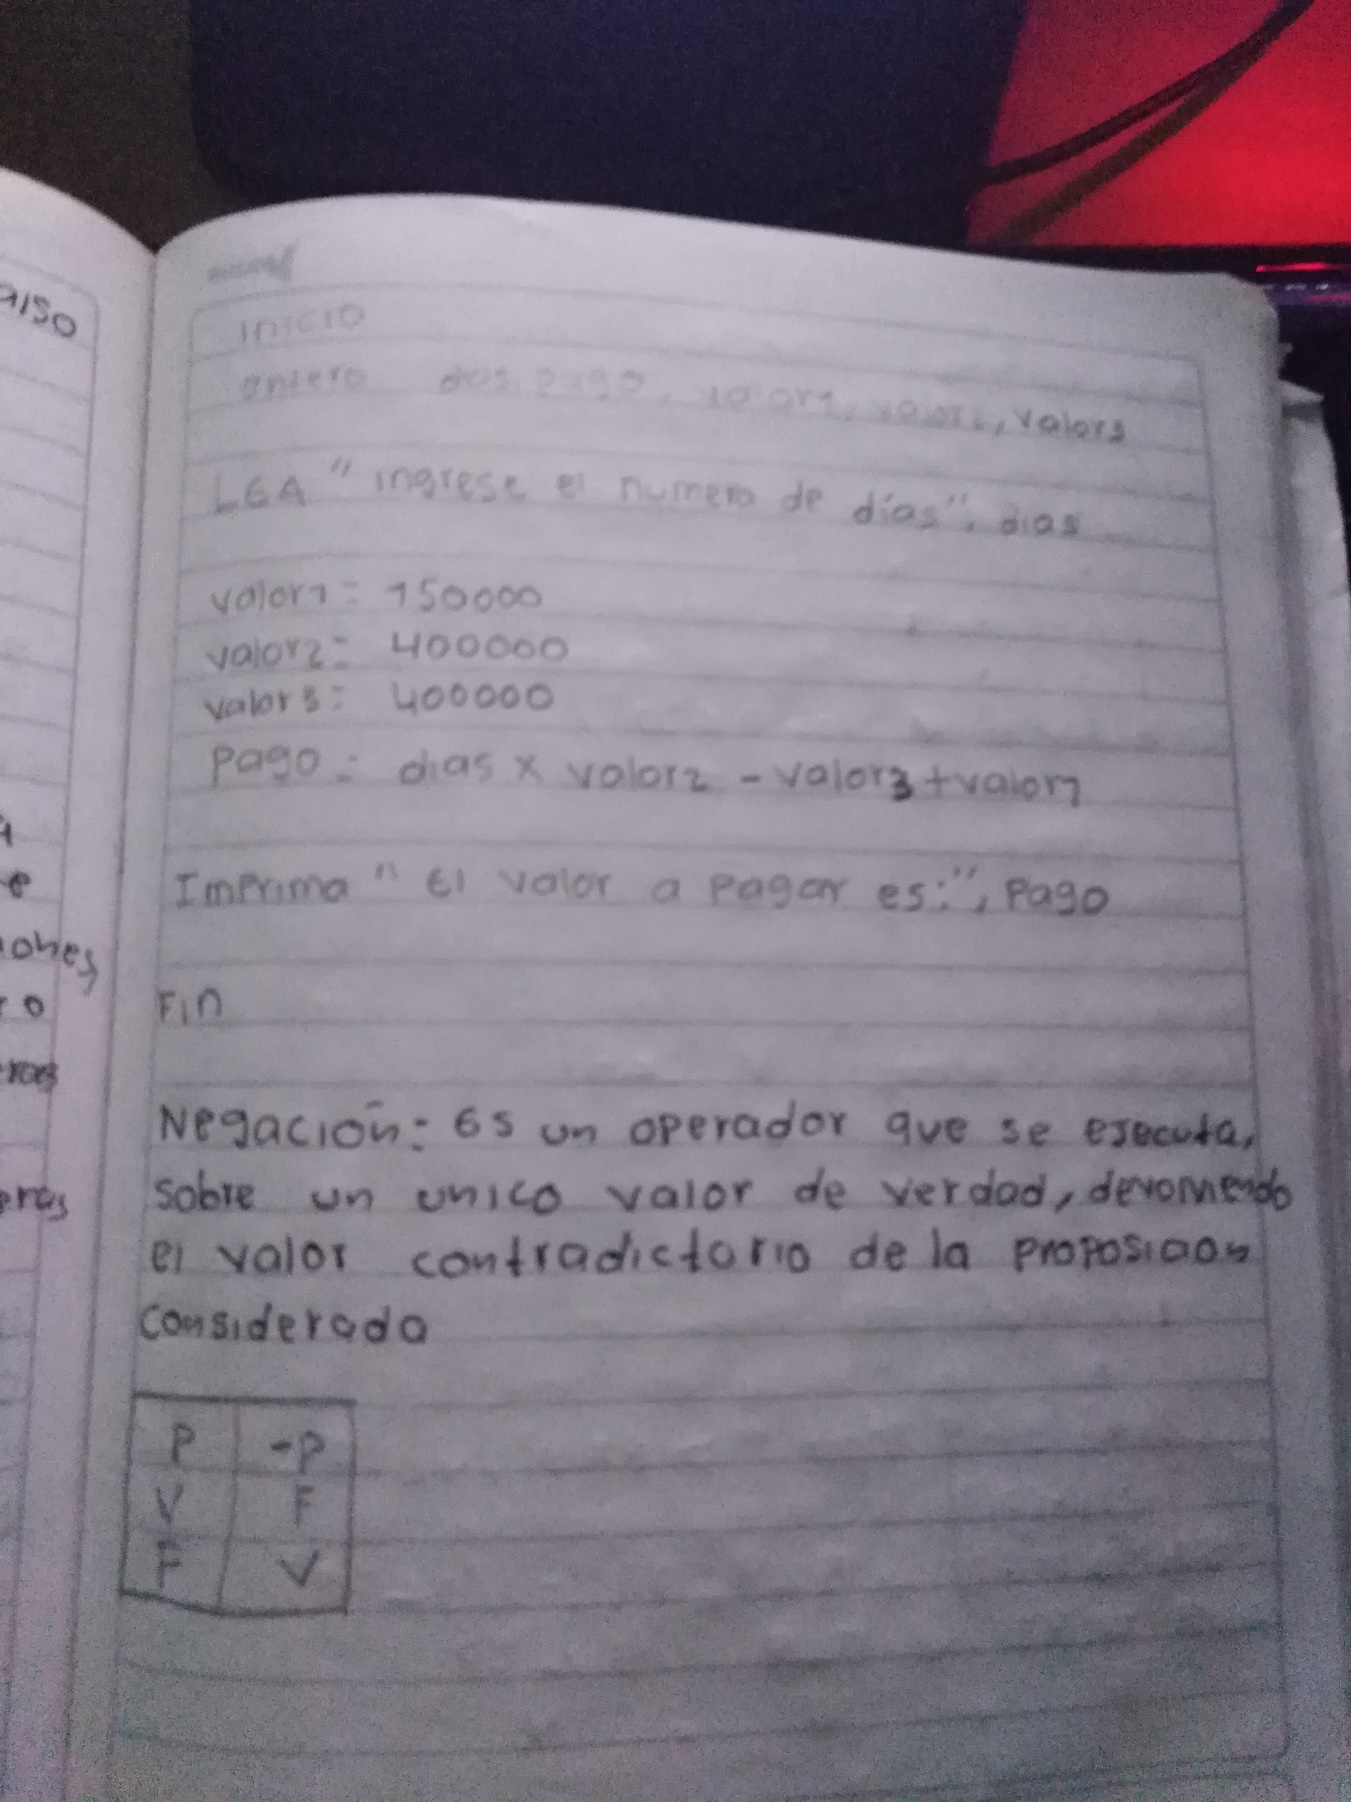 aiso
inicio
entero dias, pago, valor1, valor2, valor3
LEA "ingrese el numero de días", dias
valor1= 150000
valor2= 400000
valor3= 400000
pago= dias x valor2 - valor3 + valor1
Imprima "El valor a pagar es:", pago
Fin
Negación: Es un operador que se ejecuta,
sobre un unico valor de verdad, devolviendo
el valor contradictorio de la proposicion
considerada
P -P
V F
F V